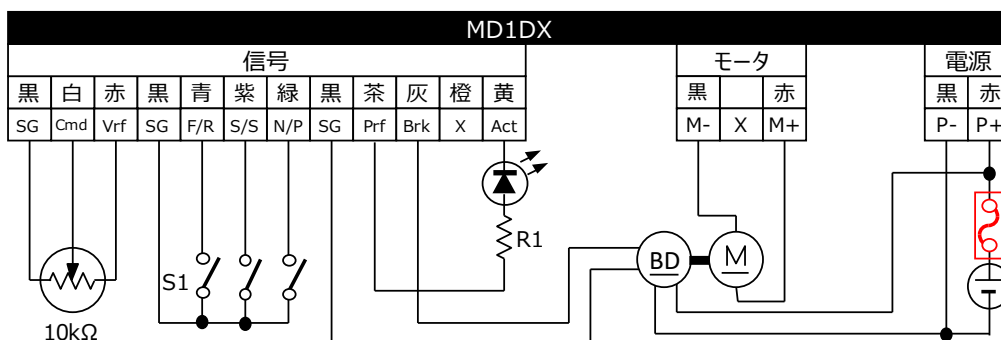 MD1DX
信号 モータ 電源
黒 白 赤 黒 青 紫 緑 黒 茶 灰 橙 黄 黒 赤 黒 赤
SG Cmd Vrf SG F/R S/S N/P SG Prf Brk X Act M- X M+ P- P+
R1
BD M
S1
10kΩ